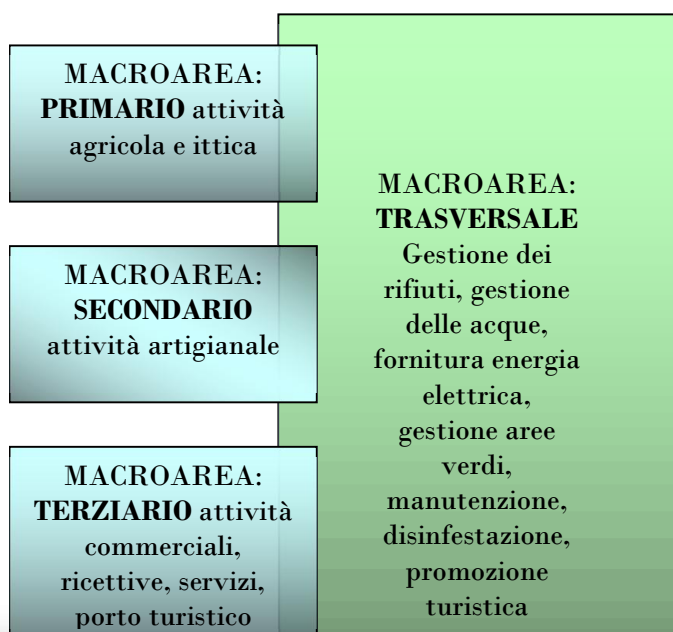 MACROAREA:
PRIMARIO attività
agricola e ittica
MACROAREA:
SECONDARIO
attività artigianale
MACROAREA:
TERZIARIO attività
commerciali,
ricettive, servizi,
porto turistico
MACROAREA:
TRASVERSALE
Gestione dei
rifiuti, gestione
delle acque,
fornitura energia
elettrica,
gestione aree
verdi,
manutenzione,
disinfestazione,
promozione
turistica